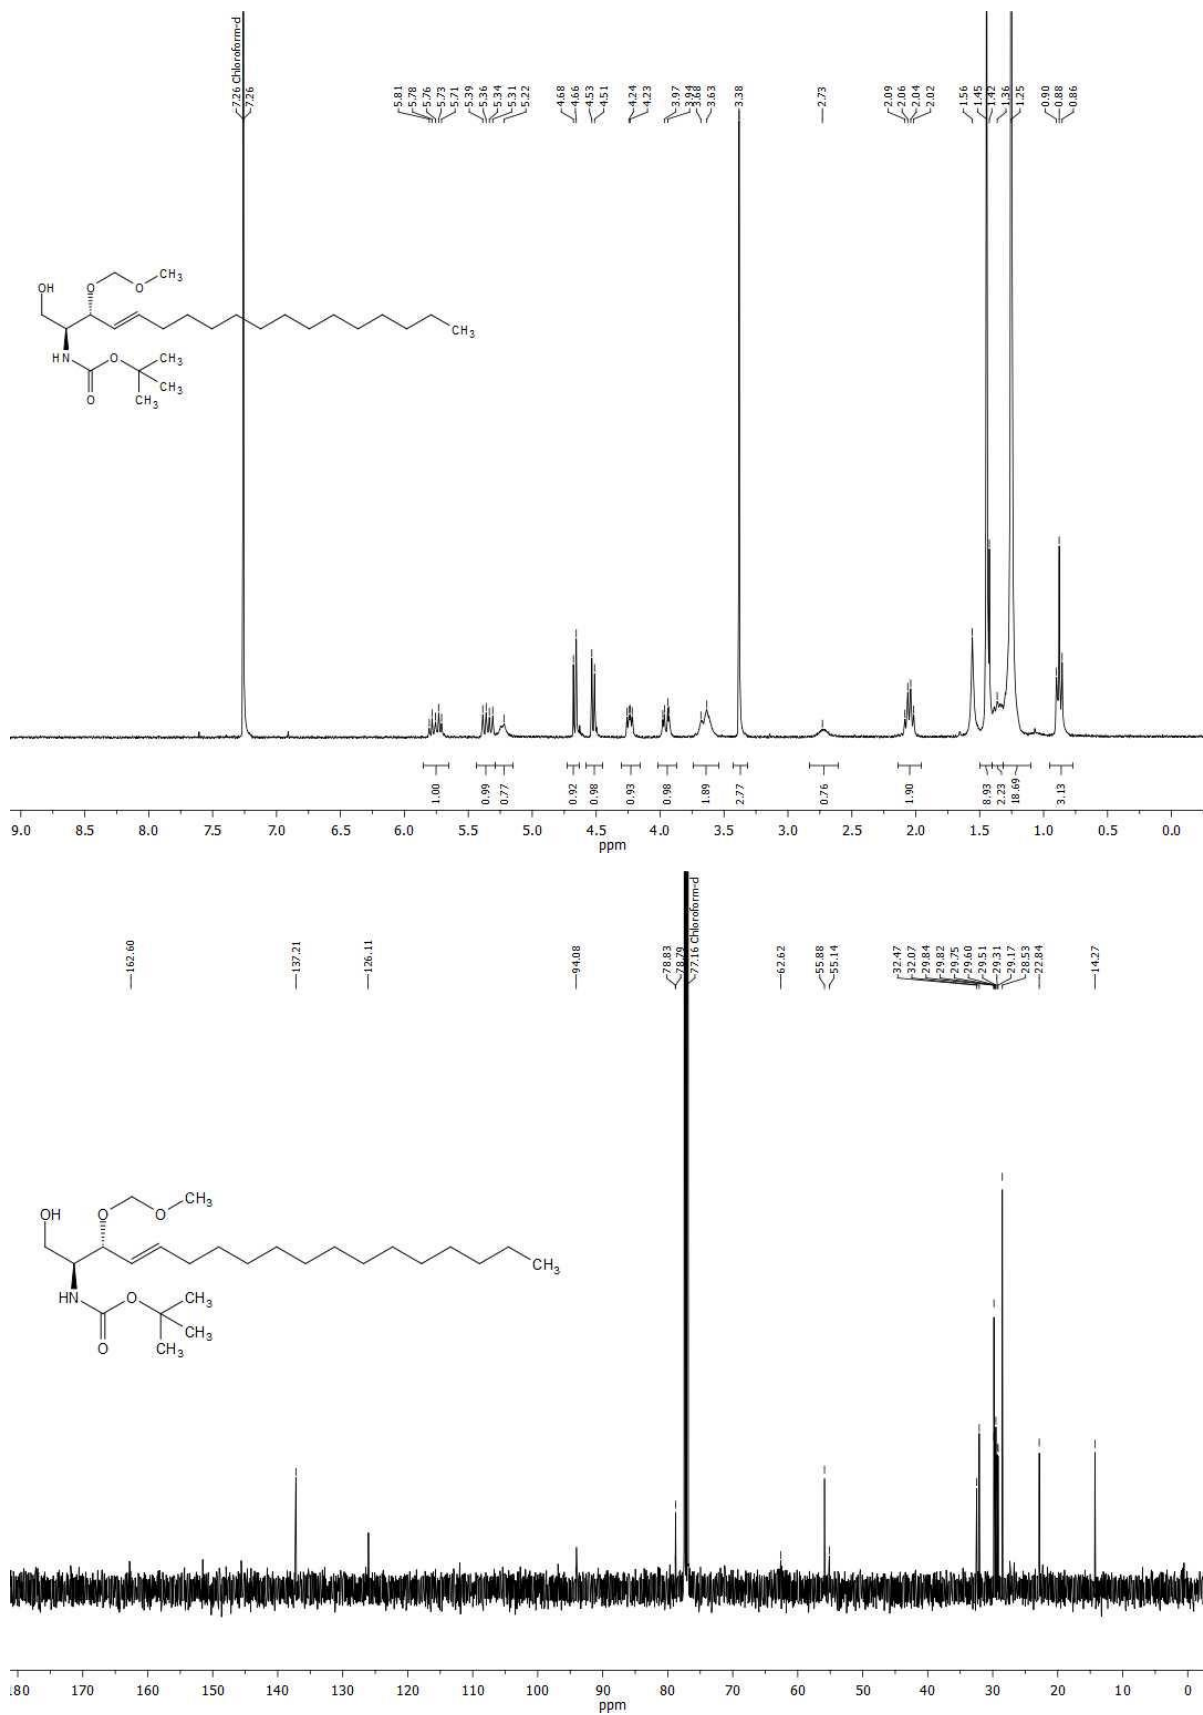 7.26 Chloroform-d
7.26
5.81
5.78
5.76
5.73
5.71
5.39
5.36
5.34
5.31
5.22
4.68
4.66
4.53
4.51
4.24
4.23
3.97
3.94
3.68
3.63
3.38
2.73
2.09
2.06
2.04
2.02
1.56
1.45
1.42
1.36
1.25
0.90
0.88
0.86
OH
O
O
CH3
CH3
HN
O
O
CH3
CH3
CH3
1.00
0.99
0.77
0.92
0.98
0.93
0.98
1.89
2.77
0.76
1.90
8.93
2.23
18.69
3.13
9.0 8.5 8.0 7.5 7.0 6.5 6.0 5.5 5.0 4.5 4.0 3.5 3.0 2.5 2.0 1.5 1.0 0.5 0.0
ppm
162.60
137.21
126.11
94.08
78.83
78.79
77.16 Chloroform-d
62.62
55.88
55.14
32.47
32.07
29.84
29.82
29.75
29.60
29.51
29.31
29.17
28.53
22.84
14.27
OH
O
O
CH3
CH3
HN
O
O
CH3
CH3
CH3
180 170 160 150 140 130 120 110 100 90 80 70 60 50 40 30 20 10 0
ppm